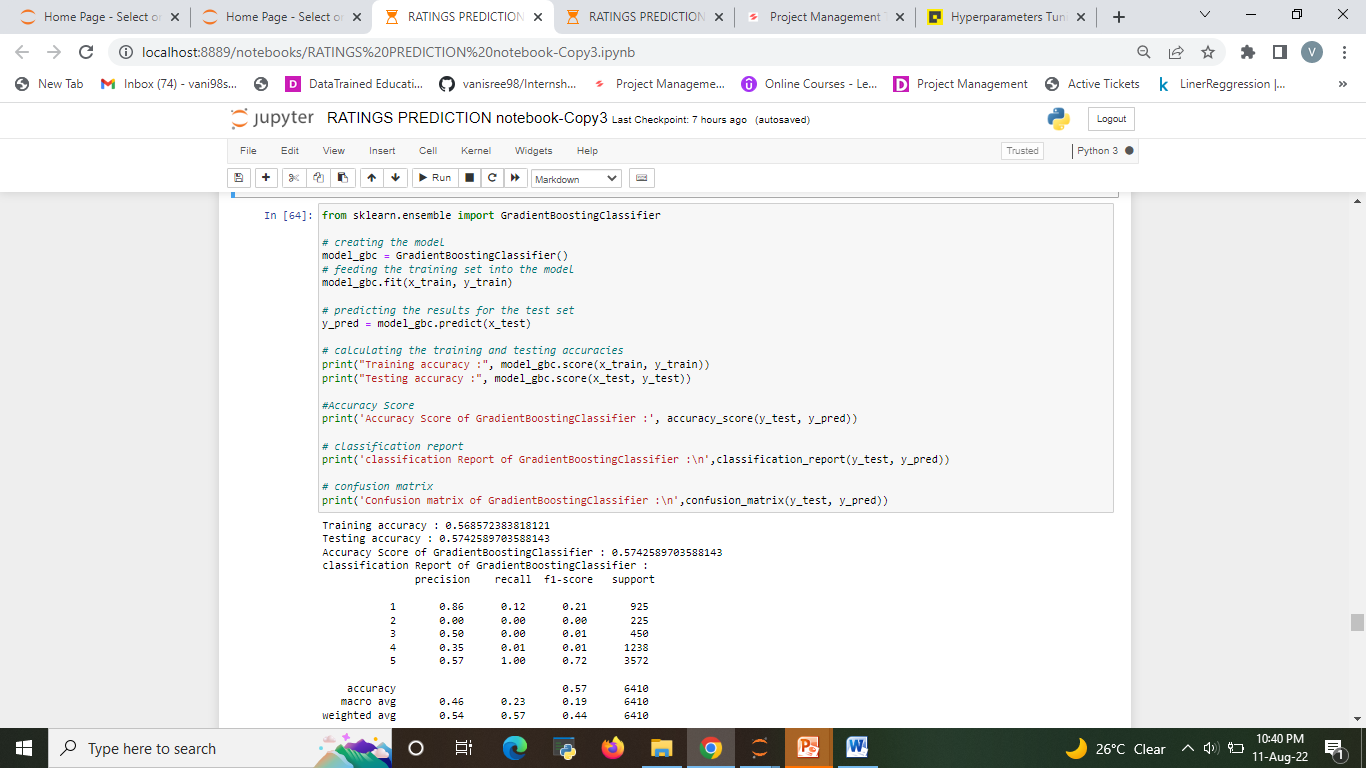 Home Page - Select or
Home Page - Select or
RATINGS PREDICTION
RATINGS PREDICTION
Project Management T
Hyperparameters Tuni
localhost:8889/notebooks/RATINGS%20PREDICTION%20notebook-Copy3.ipynb
V
New Tab
Inbox (74) - vani98s...
DataTrained Educati...
vanisree98/Internsh...
Project Manageme...
Online Courses - Le...
Project Management
Active Tickets
LinerReggression |...
»
jupyter RATINGS PREDICTION notebook-Copy3 Last Checkpoint: 7 hours ago (autosaved)
Logout
File Edit View Insert Cell Kernel Widgets Help
Trusted
Python 3
Run
Markdown
In [64]: from sklearn.ensemble import GradientBoostingClassifier
# creating the model
model_gbc = GradientBoostingClassifier()
# feeding the training set into the model
model_gbc.fit(x_train, y_train)
# predicting the results for the test set
y_pred = model_gbc.predict(x_test)
# calculating the training and testing accuracies
print("Training accuracy :", model_gbc.score(x_train, y_train))
print("Testing accuracy :", model_gbc.score(x_test, y_test))
#Accuracy Score
print('Accuracy Score of GradientBoostingClassifier :', accuracy_score(y_test, y_pred))
# classification report
print('classification Report of GradientBoostingClassifier :\n',classification_report(y_test, y_pred))
# confusion matrix
print('Confusion matrix of GradientBoostingClassifier :\n',confusion_matrix(y_test, y_pred))
Training accuracy : 0.568572383818121
Testing accuracy : 0.5742589703588143
Accuracy Score of GradientBoostingClassifier : 0.5742589703588143
classification Report of GradientBoostingClassifier :
precision recall f1-score support
1 0.86 0.12 0.21 925
2 0.00 0.00 0.00 225
3 0.50 0.00 0.01 450
4 0.35 0.01 0.01 1238
5 0.57 1.00 0.72 3572
accuracy 0.57 6410
macro avg 0.46 0.23 0.19 6410
weighted avg 0.54 0.57 0.44 6410
Type here to search
26°C Clear
10:40 PM
11-Aug-22
1